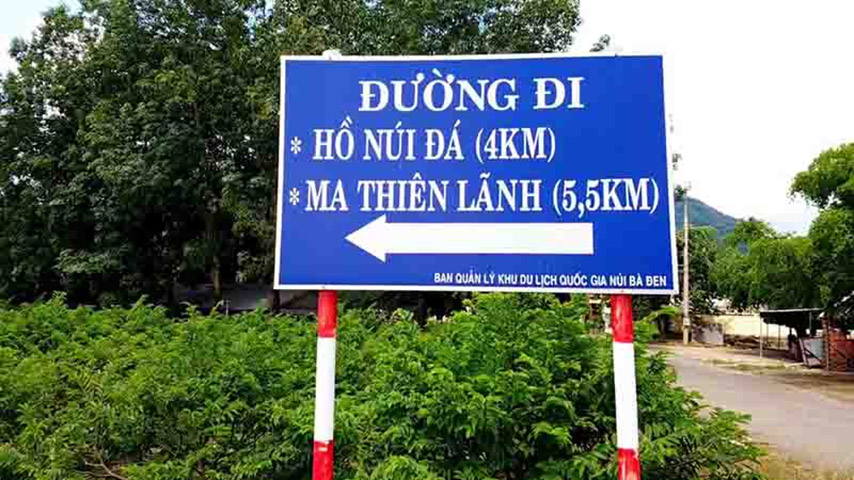 ĐƯỜNG ĐI
* HỒ NÚI ĐÁ (4KM)
* MA THIÊN LÃNH (5,5KM)
BAN QUẢN LÝ KHU DU LỊCH QUỐC GIA NÚI BÀ ĐEN